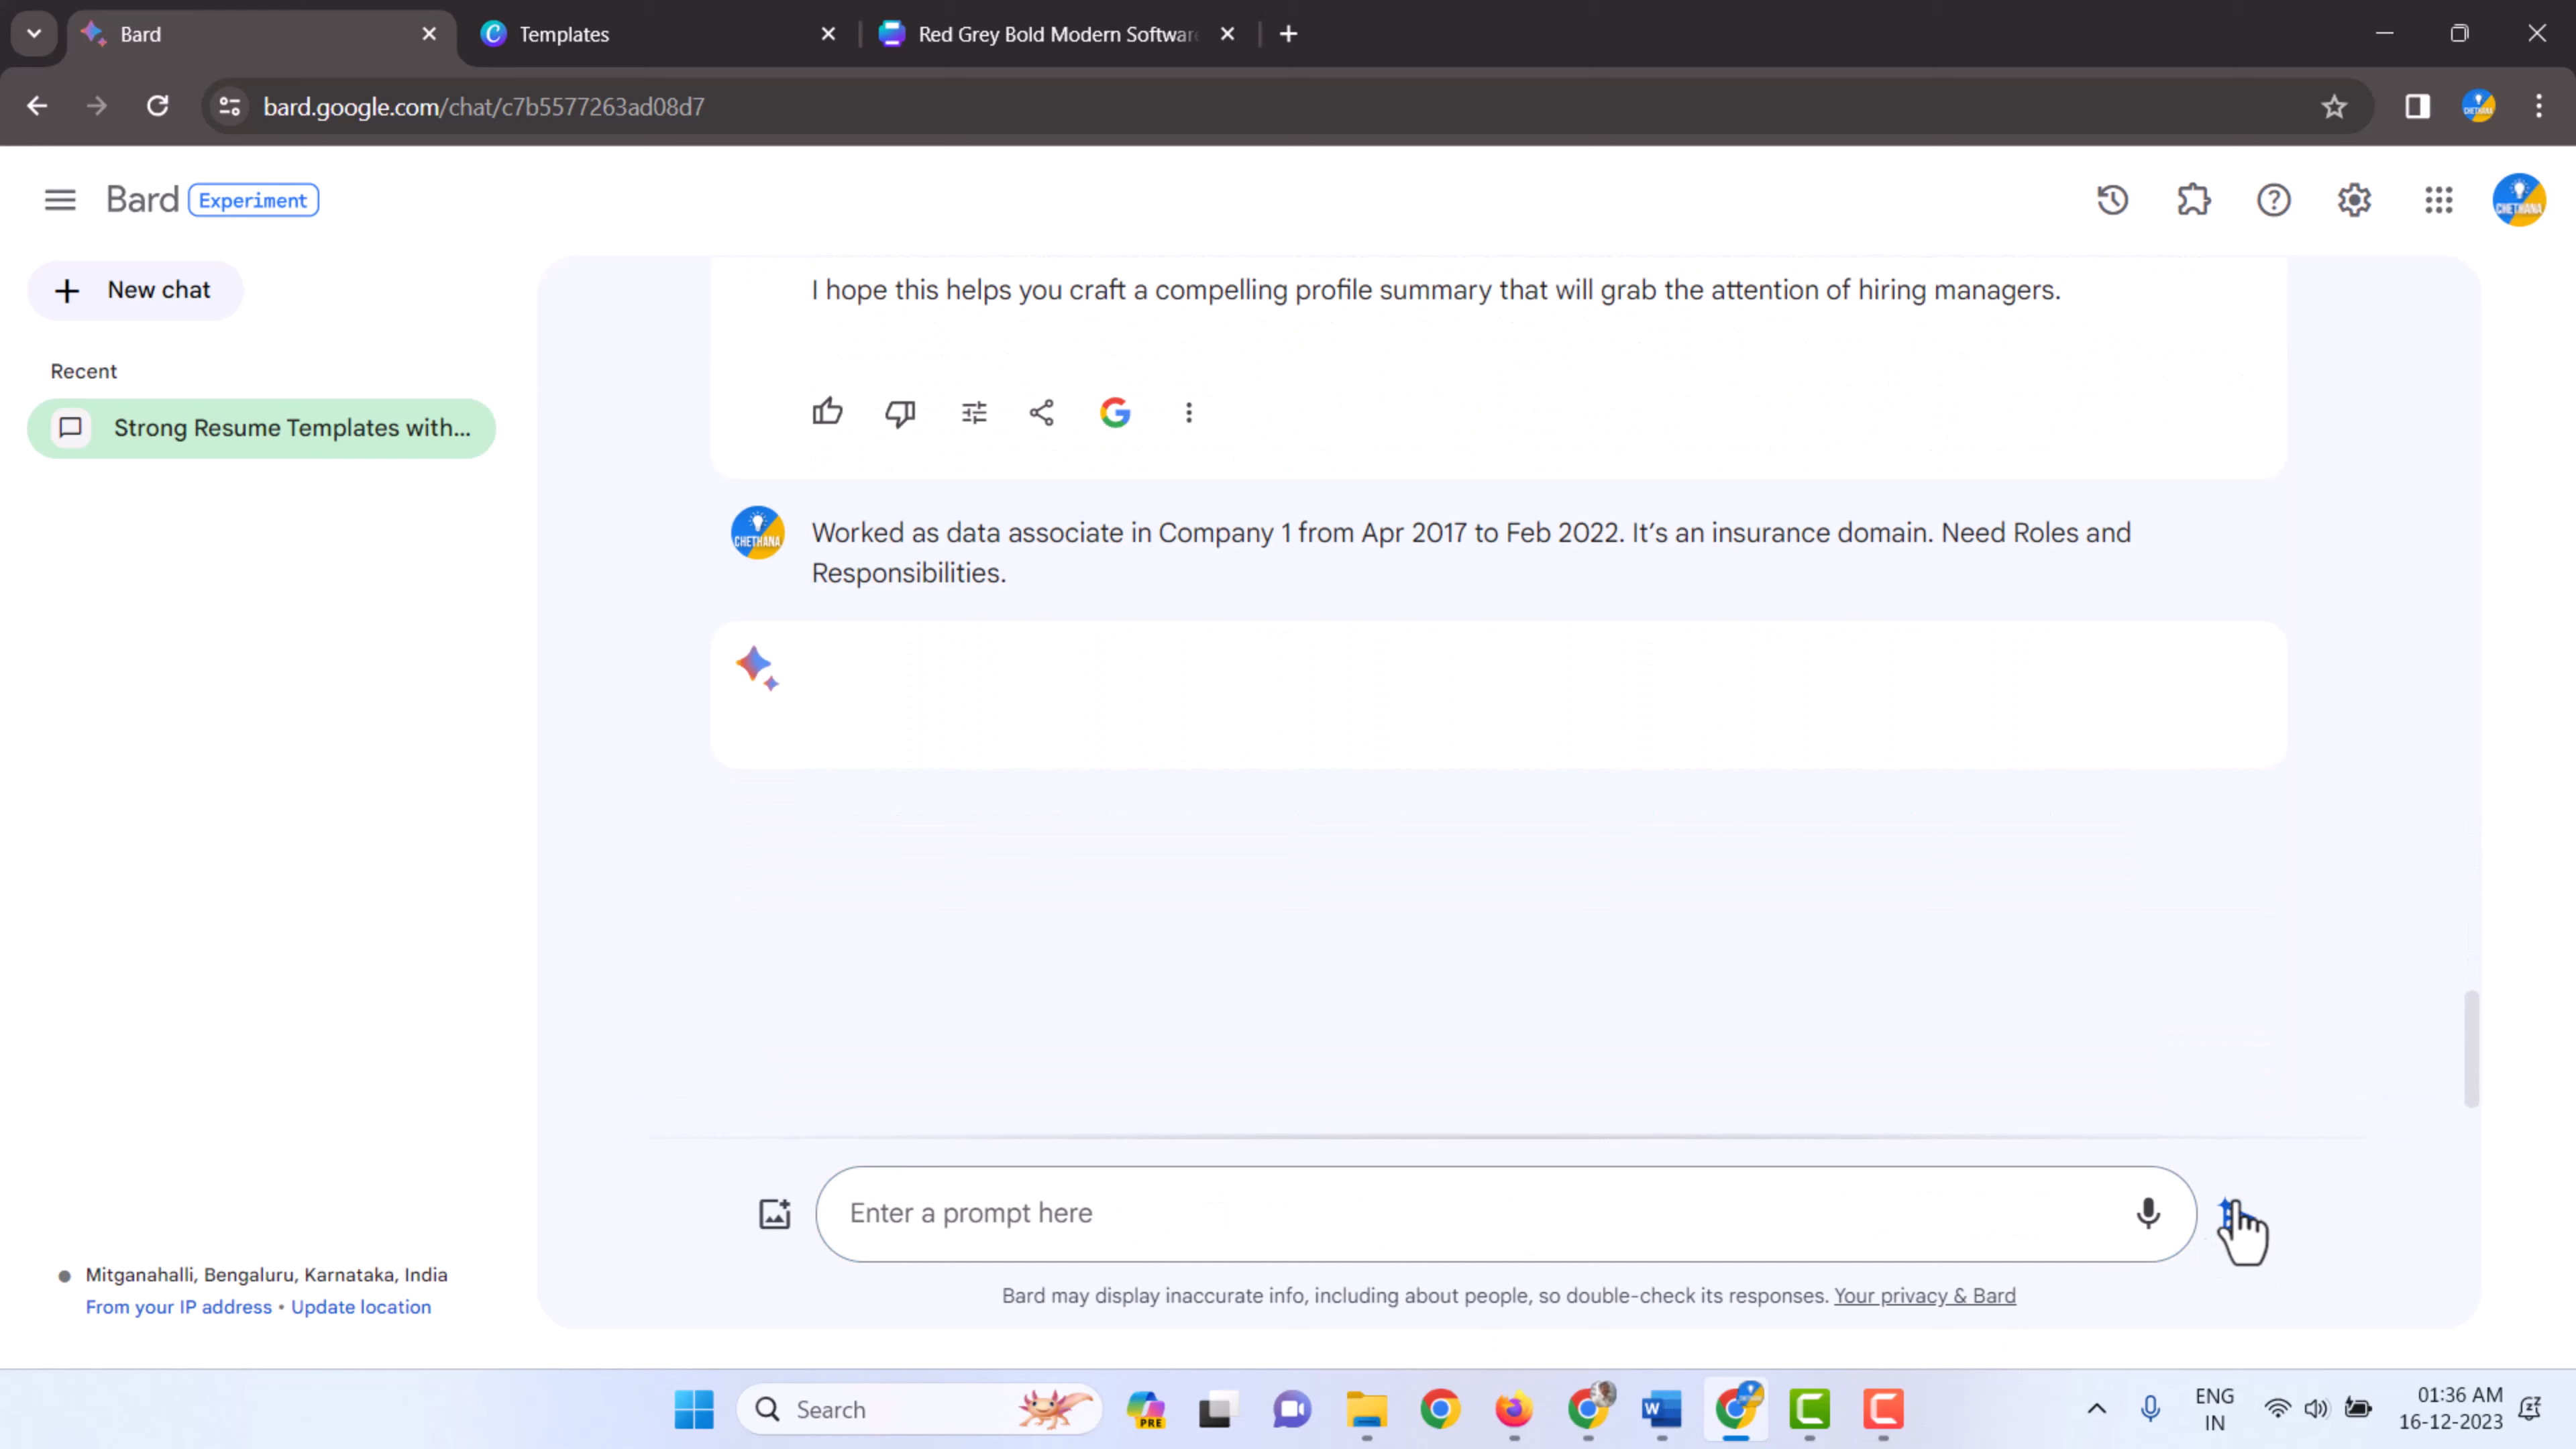 Bard
Templates
Red Grey Bold Modern Softwar
bard.google.com/chat/c7b5577263ad08d7
Bard Experiment
CHETHANA
New chat
Recent
Strong Resume Templates with...
I hope this helps you craft a compelling profile summary that will grab the attention of hiring managers.
CHETHANA
Worked as data associate in Company 1 from Apr 2017 to Feb 2022. It's an insurance domain. Need Roles and
Responsibilities.
Enter a prompt here
Bard may display inaccurate info, including about people, so double-check its responses. Your privacy & Bard
Mitganahalli, Bengaluru, Karnataka, India
From your IP address • Update location
Search
PRE
ENG
IN
01:36 AM
16-12-2023